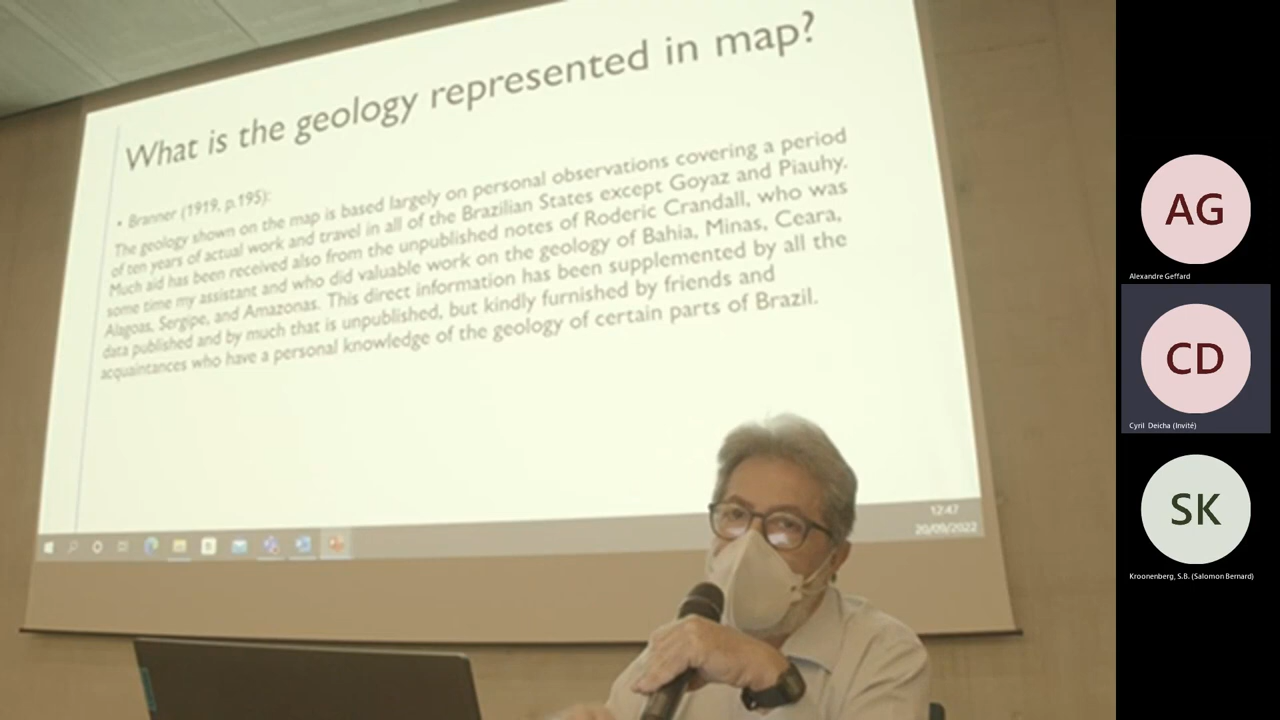 What is the geology represented in map?
• Branner (1919, p.195):
The geology shown on the map is based largely on personal observations covering a period
of ten years of actual work and travel in all of the Brazilian States except Goyaz and Piauhy.
Much aid has been received also from the unpublished notes of Roderic Crandall, who was
some time my assistant and who did valuable work on the geology of Bahia, Minas, Ceara,
Alagoas, Sergipe, and Amazonas. This direct information has been supplemented by all the
data published and by much that is unpublished, but kindly furnished by friends and
acquaintances who have a personal knowledge of the geology of certain parts of Brazil.
12:47
20/09/2022
AG
Alexandre Geffard
CD
Cyril Deicha (Invité)
SK
Kroonenberg, S.B. (Salomon Bernard)